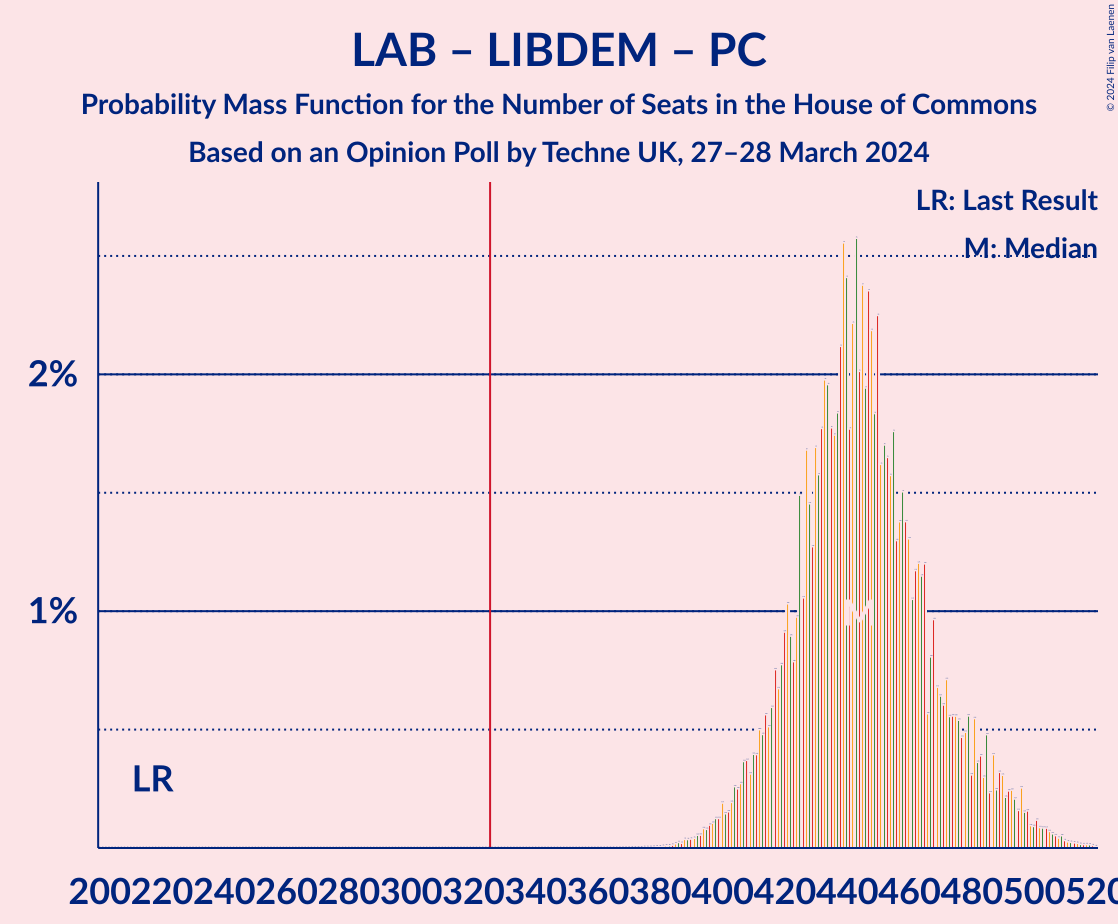 LAB – LIBDEM – PC
Probability Mass Function for the Number of Seats in the House of Commons
Based on an Opinion Poll by Techne UK, 27–28 March 2024
© 2024 Filip van Laenen
LR: Last Result
M: Median
2%
1%
M
LR
200220240260280300320340360380400420440460480500520